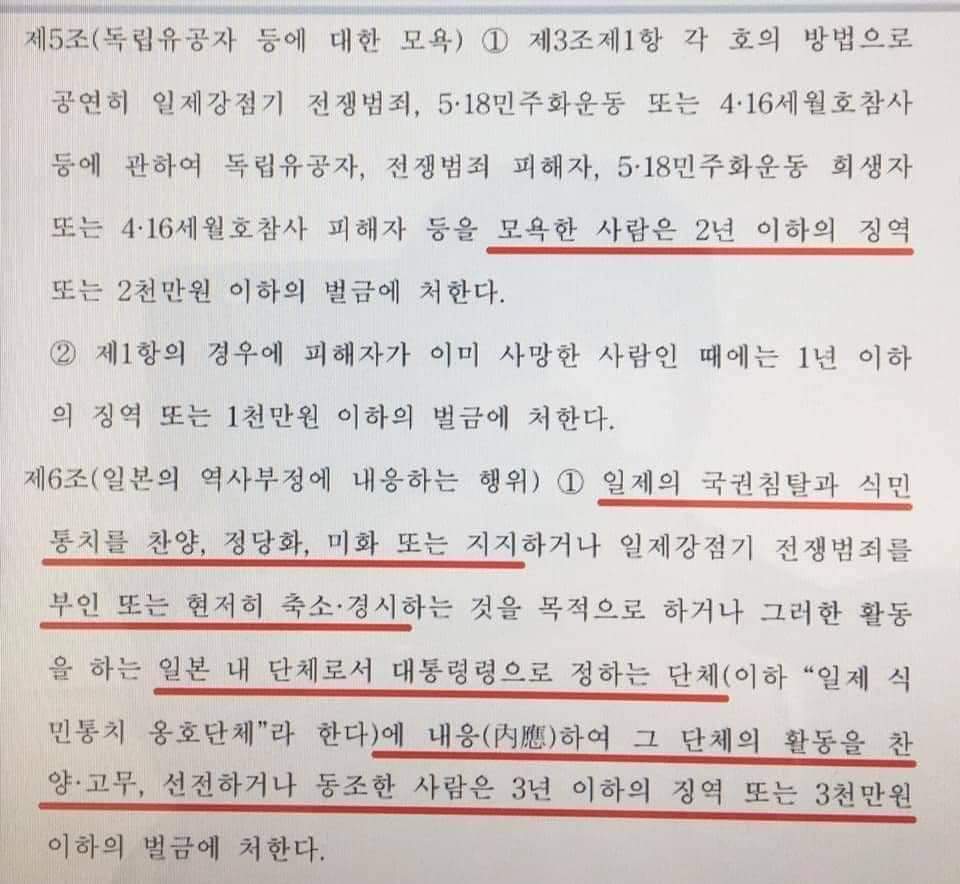 제5조(독립유공자 등에 대한 모욕) ① 제3조제1항 각 호의 방법으로
공연히 일제강점기 전쟁범죄, 5·18민주화운동 또는 4·16세월호참사
등에 관하여 독립유공자, 전쟁범죄 피해자, 5·18민주화운동 희생자
또는 4·16세월호참사 피해자 등을 모욕한 사람은 2년 이하의 징역
또는 2천만원 이하의 벌금에 처한다.
② 제1항의 경우에 피해자가 이미 사망한 사람인 때에는 1년 이하
의 징역 또는 1천만원 이하의 벌금에 처한다.
제6조(일본의 역사부정에 내응하는 행위) ① 일제의 국권침탈과 식민
통치를 찬양, 정당화, 미화 또는 지지하거나 일제강점기 전쟁범죄를
부인 또는 현저히 축소·경시하는 것을 목적으로 하거나 그러한 활동
을 하는 일본 내 단체로서 대통령령으로 정하는 단체(이하 “일제 식
민통치 옹호단체”라 한다)에 내응(內應)하여 그 단체의 활동을 찬
양·고무, 선전하거나 동조한 사람은 3년 이하의 징역 또는 3천만원
이하의 벌금에 처한다.